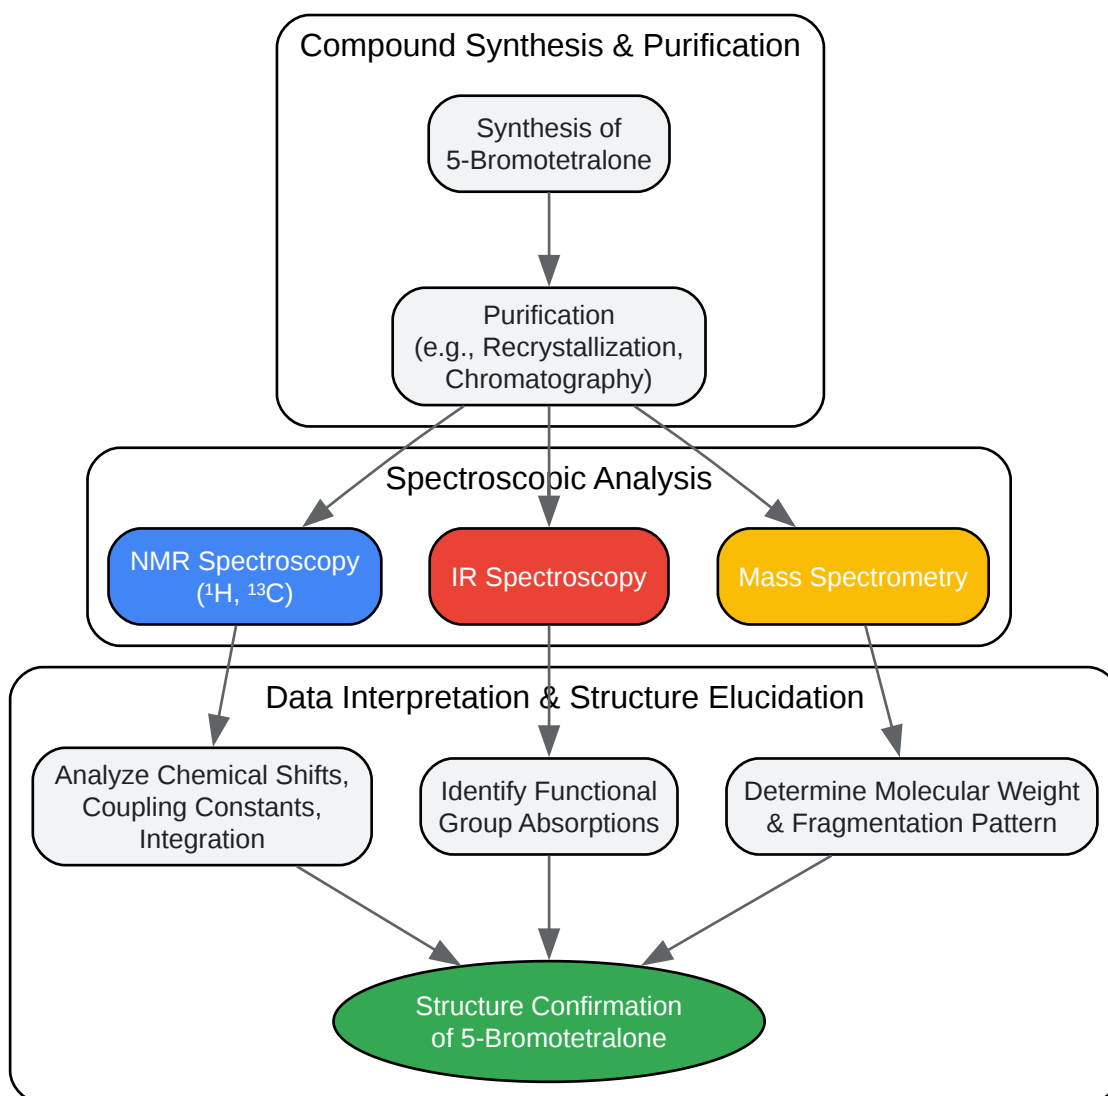 Compound Synthesis & Purification
Synthesis of
5-Bromotetralone
Purification
(e.g., Recrystallization,
Chromatography)
Spectroscopic Analysis
NMR Spectroscopy
(¹H, ¹³C)
IR Spectroscopy
Mass Spectrometry
Data Interpretation & Structure Elucidation
Analyze Chemical Shifts,
Coupling Constants,
Integration
Identify Functional
Group Absorptions
Determine Molecular Weight
& Fragmentation Pattern
Structure Confirmation
of 5-Bromotetralone